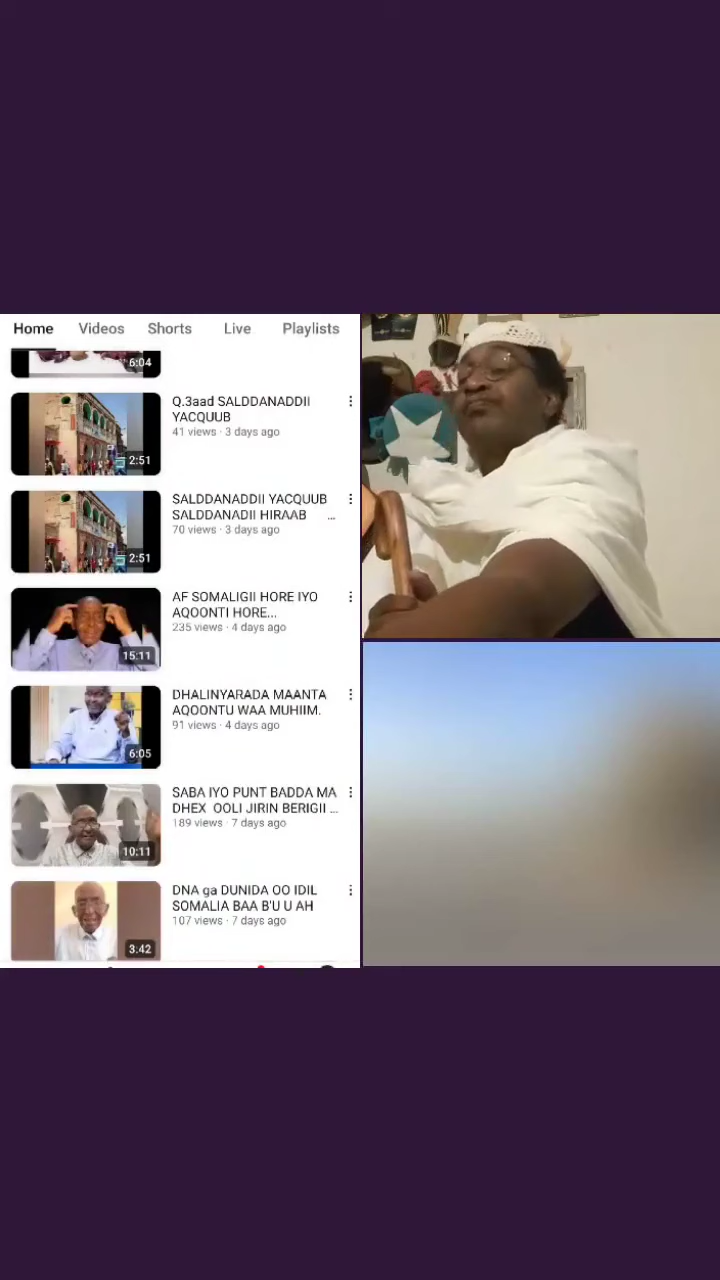 Home Videos Shorts Live Playlists
6:04
Q.3aad SALDDANADDII
YACQUUB
41 views · 3 days ago
2:51
SALDDANADDII YACQUUB
SALDDANADII HIRAAB ...
70 views · 3 days ago
2:51
AF SOMALIGII HORE IYO
AQOONTI HORE...
235 views · 4 days ago
15:11
DHALINYARADA MAANTA
AQOONTU WAA MUHIIM.
91 views · 4 days ago
6:05
SABA IYO PUNT BADDA MA
DHEX OOLI JIRIN BERIGII ...
189 views · 7 days ago
10:11
DNA ga DUNIDA OO IDIL
SOMALIA BAA B'U U AH
107 views · 7 days ago
3:42